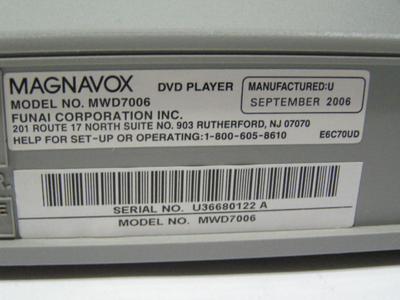 MAGNAVOX DVD PLAYER MANUFACTURED:U
MODEL NO. MWD7006 SEPTEMBER 2006
FUNAI CORPORATION INC.
201 ROUTE 17 NORTH SUITE NO. 903 RUTHERFORD, NJ 07070
HELP FOR SET-UP OR OPERATING:1-800-605-8610 E6C70UD
SERIAL NO. U36680122 A
MODEL NO. MWD7006